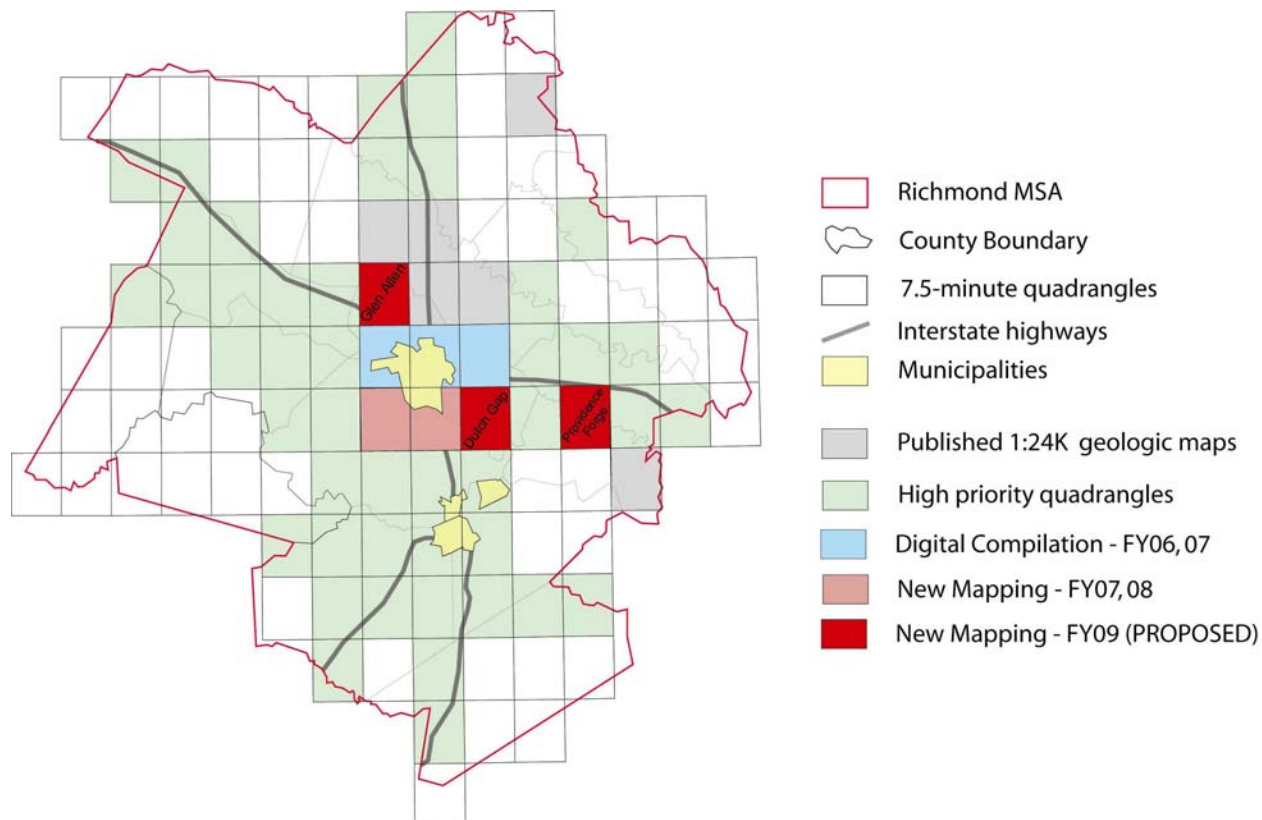 Glen Allen
Dutch Gap
Providence
Forge
Richmond MSA
County Boundary
7.5-minute quadrangles
Interstate highways
Municipalities
Published 1:24K geologic maps
High priority quadrangles
Digital Compilation - FY06, 07
New Mapping - FY07, 08
New Mapping - FY09 (PROPOSED)